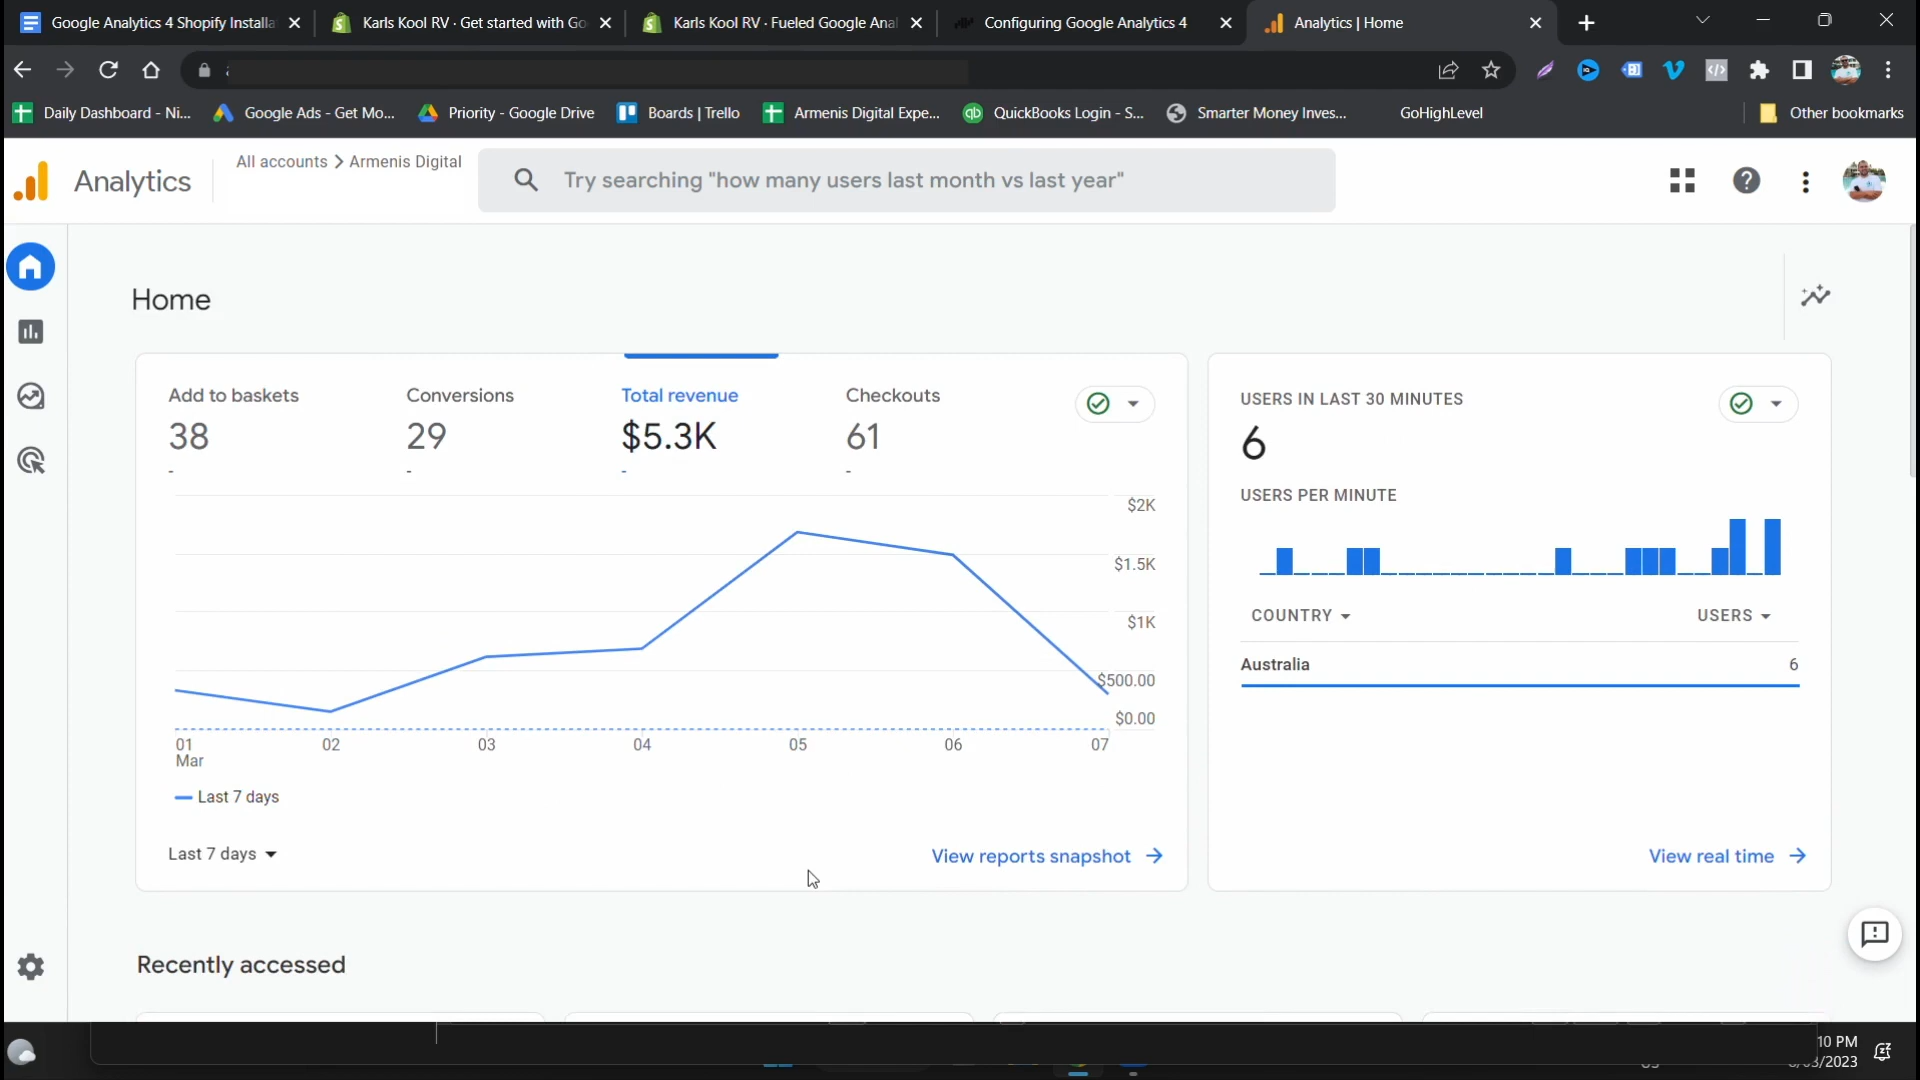 Google Analytics 4 Shopify Installa
Karls Kool RV · Get started with Go
Karls Kool RV · Fueled Google Anal
Configuring Google Analytics 4
Analytics | Home
Daily Dashboard - Ni...
Google Ads - Get Mo...
Priority - Google Drive
Boards | Trello
Armenis Digital Expe...
QuickBooks Login - S...
Smarter Money Inves...
GoHighLevel
Other bookmarks
Analytics
All accounts > Armenis Digital
Try searching "how many users last month vs last year"
Home
Add to baskets
38
-
Conversions
29
-
Total revenue
$5.3K
-
Checkouts
61
-
$2K
$1.5K
$1K
$500.00
$0.00
01
Mar
02
03
04
05
06
07
Last 7 days
Last 7 days
View reports snapshot
USERS IN LAST 30 MINUTES
6
USERS PER MINUTE
COUNTRY
USERS
Australia
6
View real time
Recently accessed
10 PM